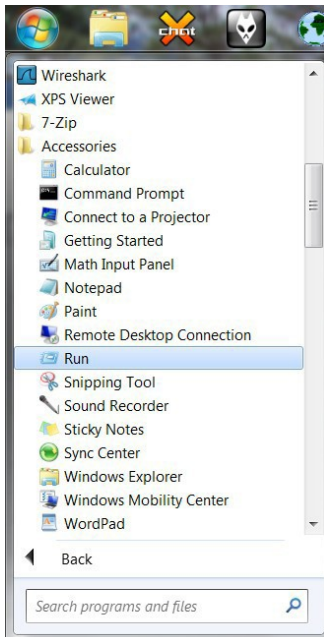 chat
Wireshark
XPS Viewer
7-Zip
Accessories
Calculator
Command Prompt
Connect to a Projector
Getting Started
Math Input Panel
Notepad
Paint
Remote Desktop Connection
Run
Snipping Tool
Sound Recorder
Sticky Notes
Sync Center
Windows Explorer
Windows Mobility Center
WordPad
Back
Search programs and files